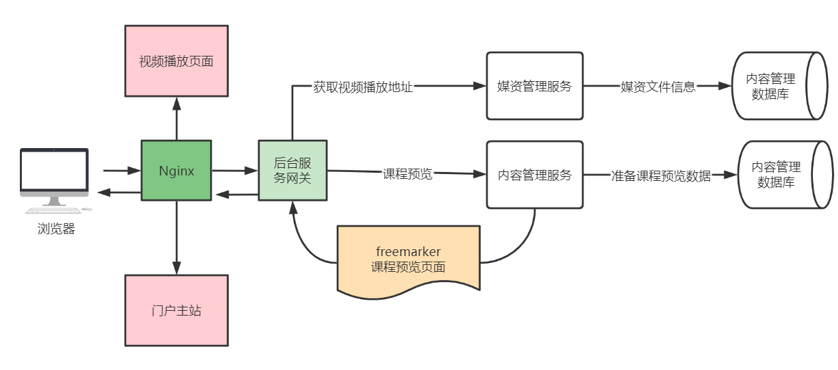 视频播放页面
获取视频播放地址
媒资管理服务
媒资文件信息
内容管理
数据库
浏览器
Nginx
后台服
务网关
课程预览
内容管理服务
准备课程预览数据
内容管理
数据库
freemarker
课程预览页面
门户主站